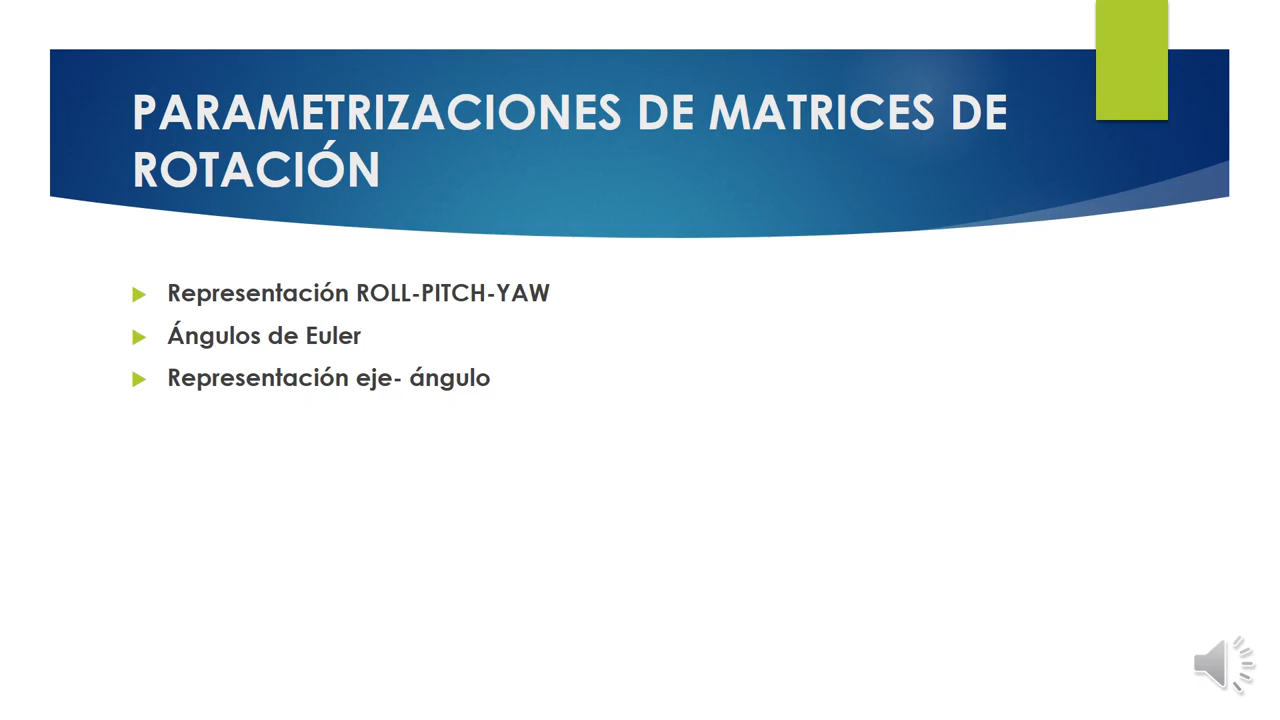 PARAMETRIZACIONES DE MATRICES DE
ROTACIÓN
Representación ROLL-PITCH-YAW
Ángulos de Euler
Representación eje- ángulo